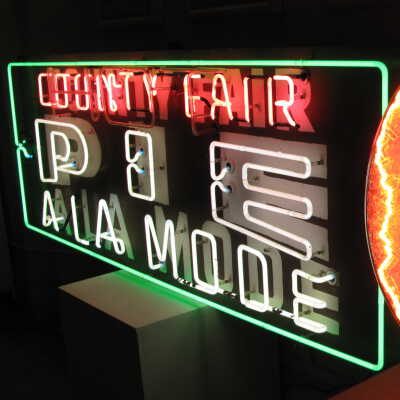 COUNTY FAIR
PIE
A LA MODE